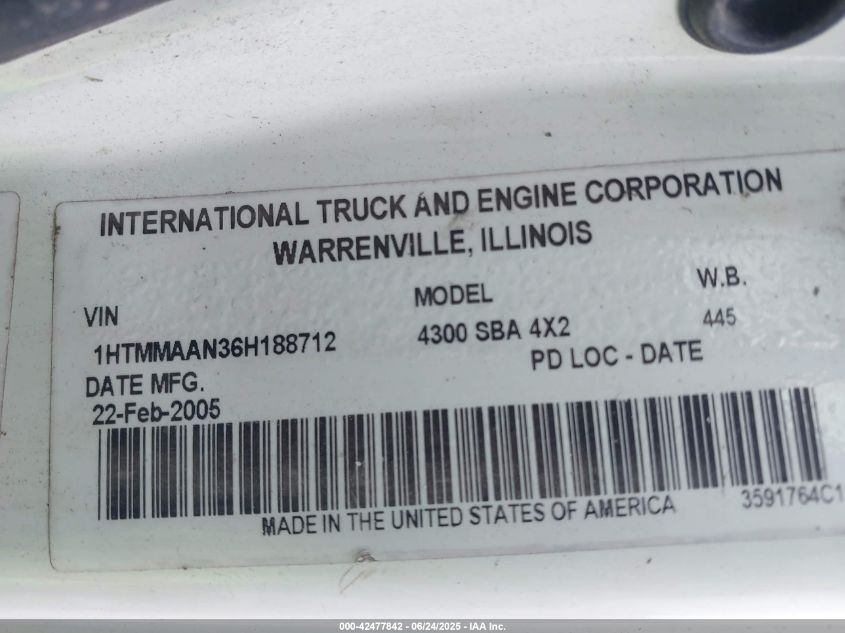 INTERNATIONAL TRUCK AND ENGINE CORPORATION
WARRENVILLE, ILLINOIS
VIN MODEL W.B.
1HTMMAAN36H188712 4300 SBA 4X2 445
DATE MFG. PD LOC - DATE
22-Feb-2005
MADE IN THE UNITED STATES OF AMERICA 3591764C1
000-42477842 - 06/24/2025 - IAA Inc.